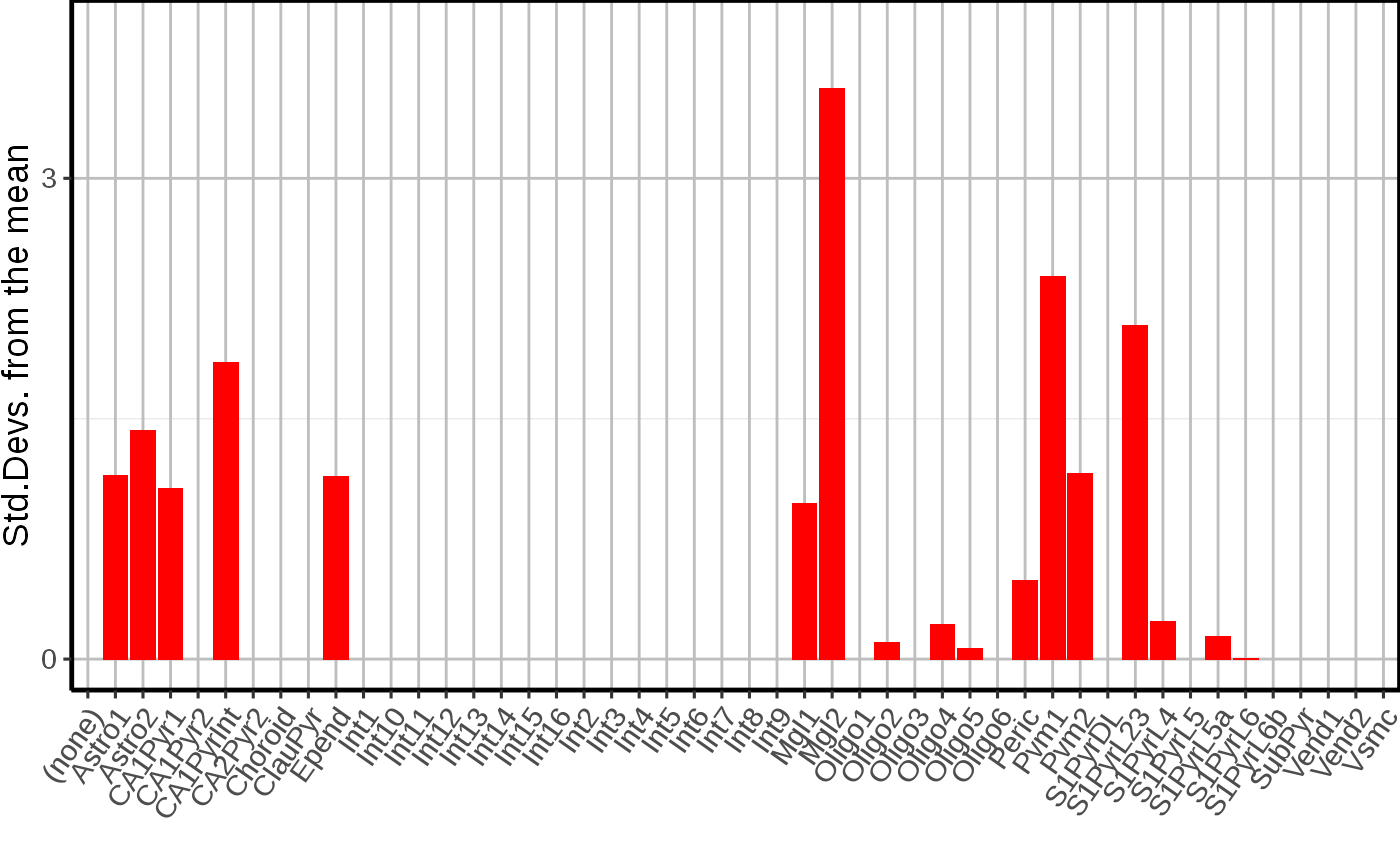 Std.Devs. from the mean
3
0
(none)
Astro1
Astro2
CA1Pyr1
CA1Pyr2
CA1PyrInt
CA2Pyr2
Choroid
ClauPyr
Epend
Int1
Int10
Int11
Int12
Int13
Int14
Int15
Int16
Int2
Int3
Int4
Int5
Int6
Int7
Int8
Int9
Mgl1
Mgl2
Oligo1
Oligo2
Oligo3
Oligo4
Oligo5
Oligo6
Peric
Pvm1
Pvm2
S1PyrDL
S1PyrL23
S1PyrL4
S1PyrL5
S1PyrL5a
S1PyrL6
S1PyrL6b
SubPyr
Vend1
Vend2
Vsmc